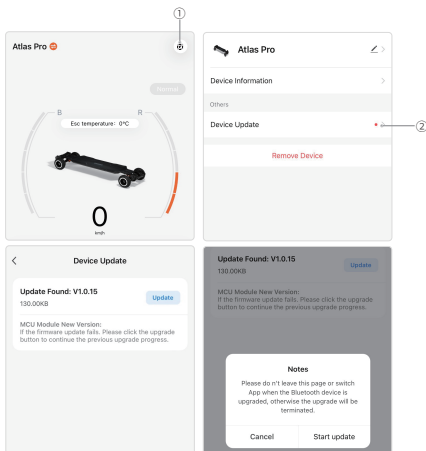 ①
Atlas Pro
Normal
B R
Esc temperature: 0°C
0
km/h
Atlas Pro
Device Information
Others
Device Update
②
Remove Device
Device Update
Update Found: V1.0.15
130.00KB
Update
MCU Module New Version:
If the firmware update fails. Please click the upgrade
button to continue the previous upgrade progress.
Update Found: V1.0.15
130.00KB
Update
MCU Module New Version:
If the firmware update fails. Please click the upgrade
button to continue the previous upgrade progress.
Notes
Please do n't leave this page or switch
App when the Bluetooth device is
upgraded, otherwise the upgrade will be
terminated.
Cancel Start update